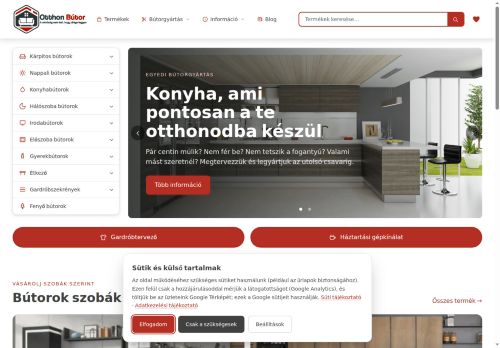 Otthon Bútor
Termékek
Bútorgyártás
Információ
Blog
Termékek keresése...
Kárpitos bútorok
Nappali bútorok
Konyhabútorok
Hálószoba bútorok
Irodabútorok
Előszoba bútorok
Gyerekbútorok
Étkező
Gardróbszekrények
Fenyő bútorok
EGYEDI BÚTORGYÁRTÁS
Konyha, ami
pontosan a te
otthonodba készül
Pár centin múlik? Nem fér be? Nem tetszik a fogantyú? Valami
mást szeretnél? Megtervezzük és legyártjuk az utolsó csavarig.
Több információ
Gardróbtervező
Háztartási gépkínálat
VÁSÁROLJ SZOBÁK SZERINT
Bútorok szobák
Összes termék →
Sütik és külső tartalmak
Az oldal működéséhez szükséges sütiket használunk (például az űrlapok biztonságához).
Ezen felül csak a hozzájárulásoddal mérjük a látogatottságot (Google Analytics), és
töltjük be az üzleteink Google Térképét; ezek a Google sütijeit használják. Süti tájékoztató
· Adatkezelési tájékoztató
Elfogadom
Csak a szükségesek
Beállítások